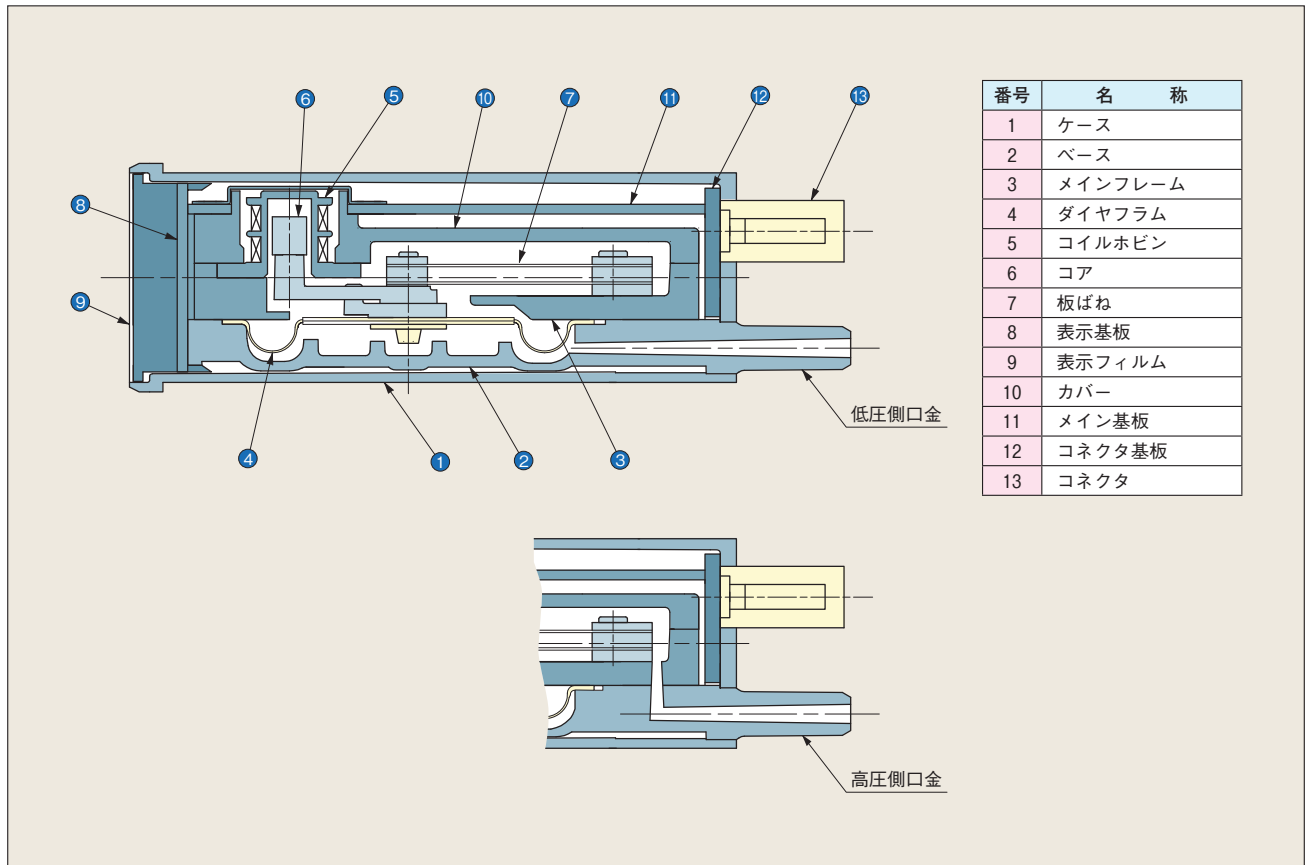 ⑥ ⑤ ⑩ ⑦ ⑪ ⑫ ⑬
⑧
⑨
低圧側口金
④ ① ② ③
番号 名称
1 ケース
2 ベース
3 メインフレーム
4 ダイヤフラム
5 コイルホビン
6 コア
7 板ばね
8 表示基板
9 表示フィルム
10 カバー
11 メイン基板
12 コネクタ基板
13 コネクタ
高圧側口金